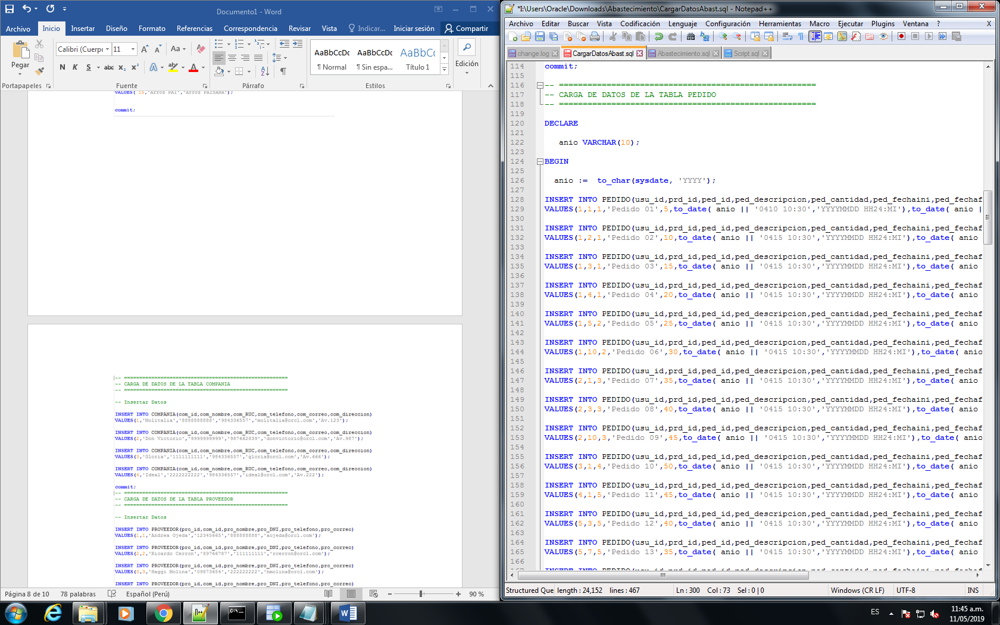 Documento1 - Word
Archivo Inicio Insertar Diseño Formato Referencias Correspondencia Revisar Vista Indicar... Iniciar sesión Compartir
Pegar
Calibri (Cuerp 11
Aa
N K S abc x₂ x²
AaBbCcDc AaBbCcDc AaBbCc
¶ Normal ¶ Sin espa... Título 1
Edición
Portapapeles Fuente Párrafo Estilos
VALUES( 15,'Arroz PAI','Arroz PAISANA');
commit;
-- =====================================================
-- CARGA DE DATOS DE LA TABLA COMPANIA
-- =====================================================
-- Insertar Datos
INSERT INTO COMPANIA(com_id,com_nombre,com_RUC,com_telefono,com_correo,com_direccion)
VALUES(1,'Molitalia','8888888888','984336557','molitalia@orcl.com','Av.123');
INSERT INTO COMPANIA(com_id,com_nombre,com_RUC,com_telefono,com_correo,com_direccion)
VALUES(2,'Don Victorio','9999999999','987662839','donvictorio@orcl.com','Av.987');
INSERT INTO COMPANIA(com_id,com_nombre,com_RUC,com_telefono,com_correo,com_direccion)
VALUES(3,'Gloria','1111111111','984336557','gloria@orcl.com','Av.666');
INSERT INTO COMPANIA(com_id,com_nombre,com_RUC,com_telefono,com_correo,com_direccion)
VALUES(4,'Ideal','2222222222','984336557','ideal@orcl.com','Av.222');
commit;
-- =====================================================
-- CARGA DE DATOS DE LA TABLA PROVEEDOR
-- =====================================================
-- Insertar Datos
INSERT INTO PROVEEDOR(pro_id,com_id,pro_nombre,pro_DNI,pro_telefono,pro_correo)
VALUES(1,1,'Andrea Ojeda','12345665','888888888','aojeda@orcl.com');
INSERT INTO PROVEEDOR(pro_id,com_id,pro_nombre,pro_DNI,pro_telefono,pro_correo)
VALUES(2,2,'Ricardo Cerron','89766787','111111111','rcerron@orcl.com');
INSERT INTO PROVEEDOR(pro_id,com_id,pro_nombre,pro_DNI,pro_telefono,pro_correo)
VALUES(3,3,'Haggi Molina','09873654','222222222','hmolina@orcl.com');
INSERT INTO PROVEEDOR(pro_id,com_id,pro_nombre,pro_DNI,pro_telefono,pro_correo)
Página 8 de 10 78 palabras Español (Perú) 90 %
*I:\Users\Oracle\Downloads\Abastecimiento\CargarDatosAbast.sql - Notepad++
Archivo Editar Buscar Vista Codificación Lenguaje Configuración Herramientas Macro Ejecutar Plugins Ventana ? X
change.log CargarDatosAbast.sql Abastecimiento.sql Script.sql
114 commit;
115
116 -- ======================================================
117 -- CARGA DE DATOS DE LA TABLA PEDIDO
118 -- ======================================================
119
120 DECLARE
121
122 anio VARCHAR(10);
123
124 BEGIN
125
126 anio := to_char(sysdate, 'YYYY');
127
128 INSERT INTO PEDIDO(usu_id,prd_id,ped_id,ped_descripcion,ped_cantidad,ped_fechaini,ped_fechaf
129 VALUES(1,1,1,'Pedido 01',5,to_date( anio || '0410 10:30','YYYYMMDD HH24:MI'),to_date( anio |
130
131 INSERT INTO PEDIDO(usu_id,prd_id,ped_id,ped_descripcion,ped_cantidad,ped_fechaini,ped_fechaf
132 VALUES(1,2,1,'Pedido 02',10,to_date( anio || '0415 10:30','YYYYMMDD HH24:MI'),to_date( anio
133
134 INSERT INTO PEDIDO(usu_id,prd_id,ped_id,ped_descripcion,ped_cantidad,ped_fechaini,ped_fechaf
135 VALUES(1,3,1,'Pedido 03',15,to_date( anio || '0415 10:30','YYYYMMDD HH24:MI'),to_date( anio
136
137 INSERT INTO PEDIDO(usu_id,prd_id,ped_id,ped_descripcion,ped_cantidad,ped_fechaini,ped_fechaf
138 VALUES(1,4,1,'Pedido 04',20,to_date( anio || '0415 10:30','YYYYMMDD HH24:MI'),to_date( anio
139
140 INSERT INTO PEDIDO(usu_id,prd_id,ped_id,ped_descripcion,ped_cantidad,ped_fechaini,ped_fechaf
141 VALUES(1,5,2,'Pedido 05',25,to_date( anio || '0415 10:30','YYYYMMDD HH24:MI'),to_date( anio
142
143 INSERT INTO PEDIDO(usu_id,prd_id,ped_id,ped_descripcion,ped_cantidad,ped_fechaini,ped_fechaf
144 VALUES(1,10,2,'Pedido 06',30,to_date( anio || '0415 10:30','YYYYMMDD HH24:MI'),to_date( anio
145
146 INSERT INTO PEDIDO(usu_id,prd_id,ped_id,ped_descripcion,ped_cantidad,ped_fechaini,ped_fechaf
147 VALUES(2,1,3,'Pedido 07',35,to_date( anio || '0415 10:30','YYYYMMDD HH24:MI'),to_date( anio
148
149 INSERT INTO PEDIDO(usu_id,prd_id,ped_id,ped_descripcion,ped_cantidad,ped_fechaini,ped_fechaf
150 VALUES(2,3,3,'Pedido 08',40,to_date( anio || '0415 10:30','YYYYMMDD HH24:MI'),to_date( anio
151
152 INSERT INTO PEDIDO(usu_id,prd_id,ped_id,ped_descripcion,ped_cantidad,ped_fechaini,ped_fechaf
153 VALUES(2,10,3,'Pedido 09',45,to_date( anio || '0415 10:30','YYYYMMDD HH24:MI'),to_date( anio
154
155 INSERT INTO PEDIDO(usu_id,prd_id,ped_id,ped_descripcion,ped_cantidad,ped_fechaini,ped_fechaf
156 VALUES(3,1,4,'Pedido 10',50,to_date( anio || '0415 10:30','YYYYMMDD HH24:MI'),to_date( anio
157
158 INSERT INTO PEDIDO(usu_id,prd_id,ped_id,ped_descripcion,ped_cantidad,ped_fechaini,ped_fechaf
159 VALUES(4,1,5,'Pedido 11',45,to_date( anio || '0415 10:30','YYYYMMDD HH24:MI'),to_date( anio
160
161 INSERT INTO PEDIDO(usu_id,prd_id,ped_id,ped_descripcion,ped_cantidad,ped_fechaini,ped_fechaf
162 VALUES(5,3,5,'Pedido 12',40,to_date( anio || '0415 10:30','YYYYMMDD HH24:MI'),to_date( anio
163
164 INSERT INTO PEDIDO(usu_id,prd_id,ped_id,ped_descripcion,ped_cantidad,ped_fechaini,ped_fechaf
165 VALUES(5,7,5,'Pedido 13',35,to_date( anio || '0415 10:30','YYYYMMDD HH24:MI'),to_date( anio
166
Structured Que length : 24,152 lines : 467 Ln : 300 Col : 73 Sel : 0 | 0 Windows (CR LF) UTF-8 INS
ES 11:45 a.m.
11/05/2019